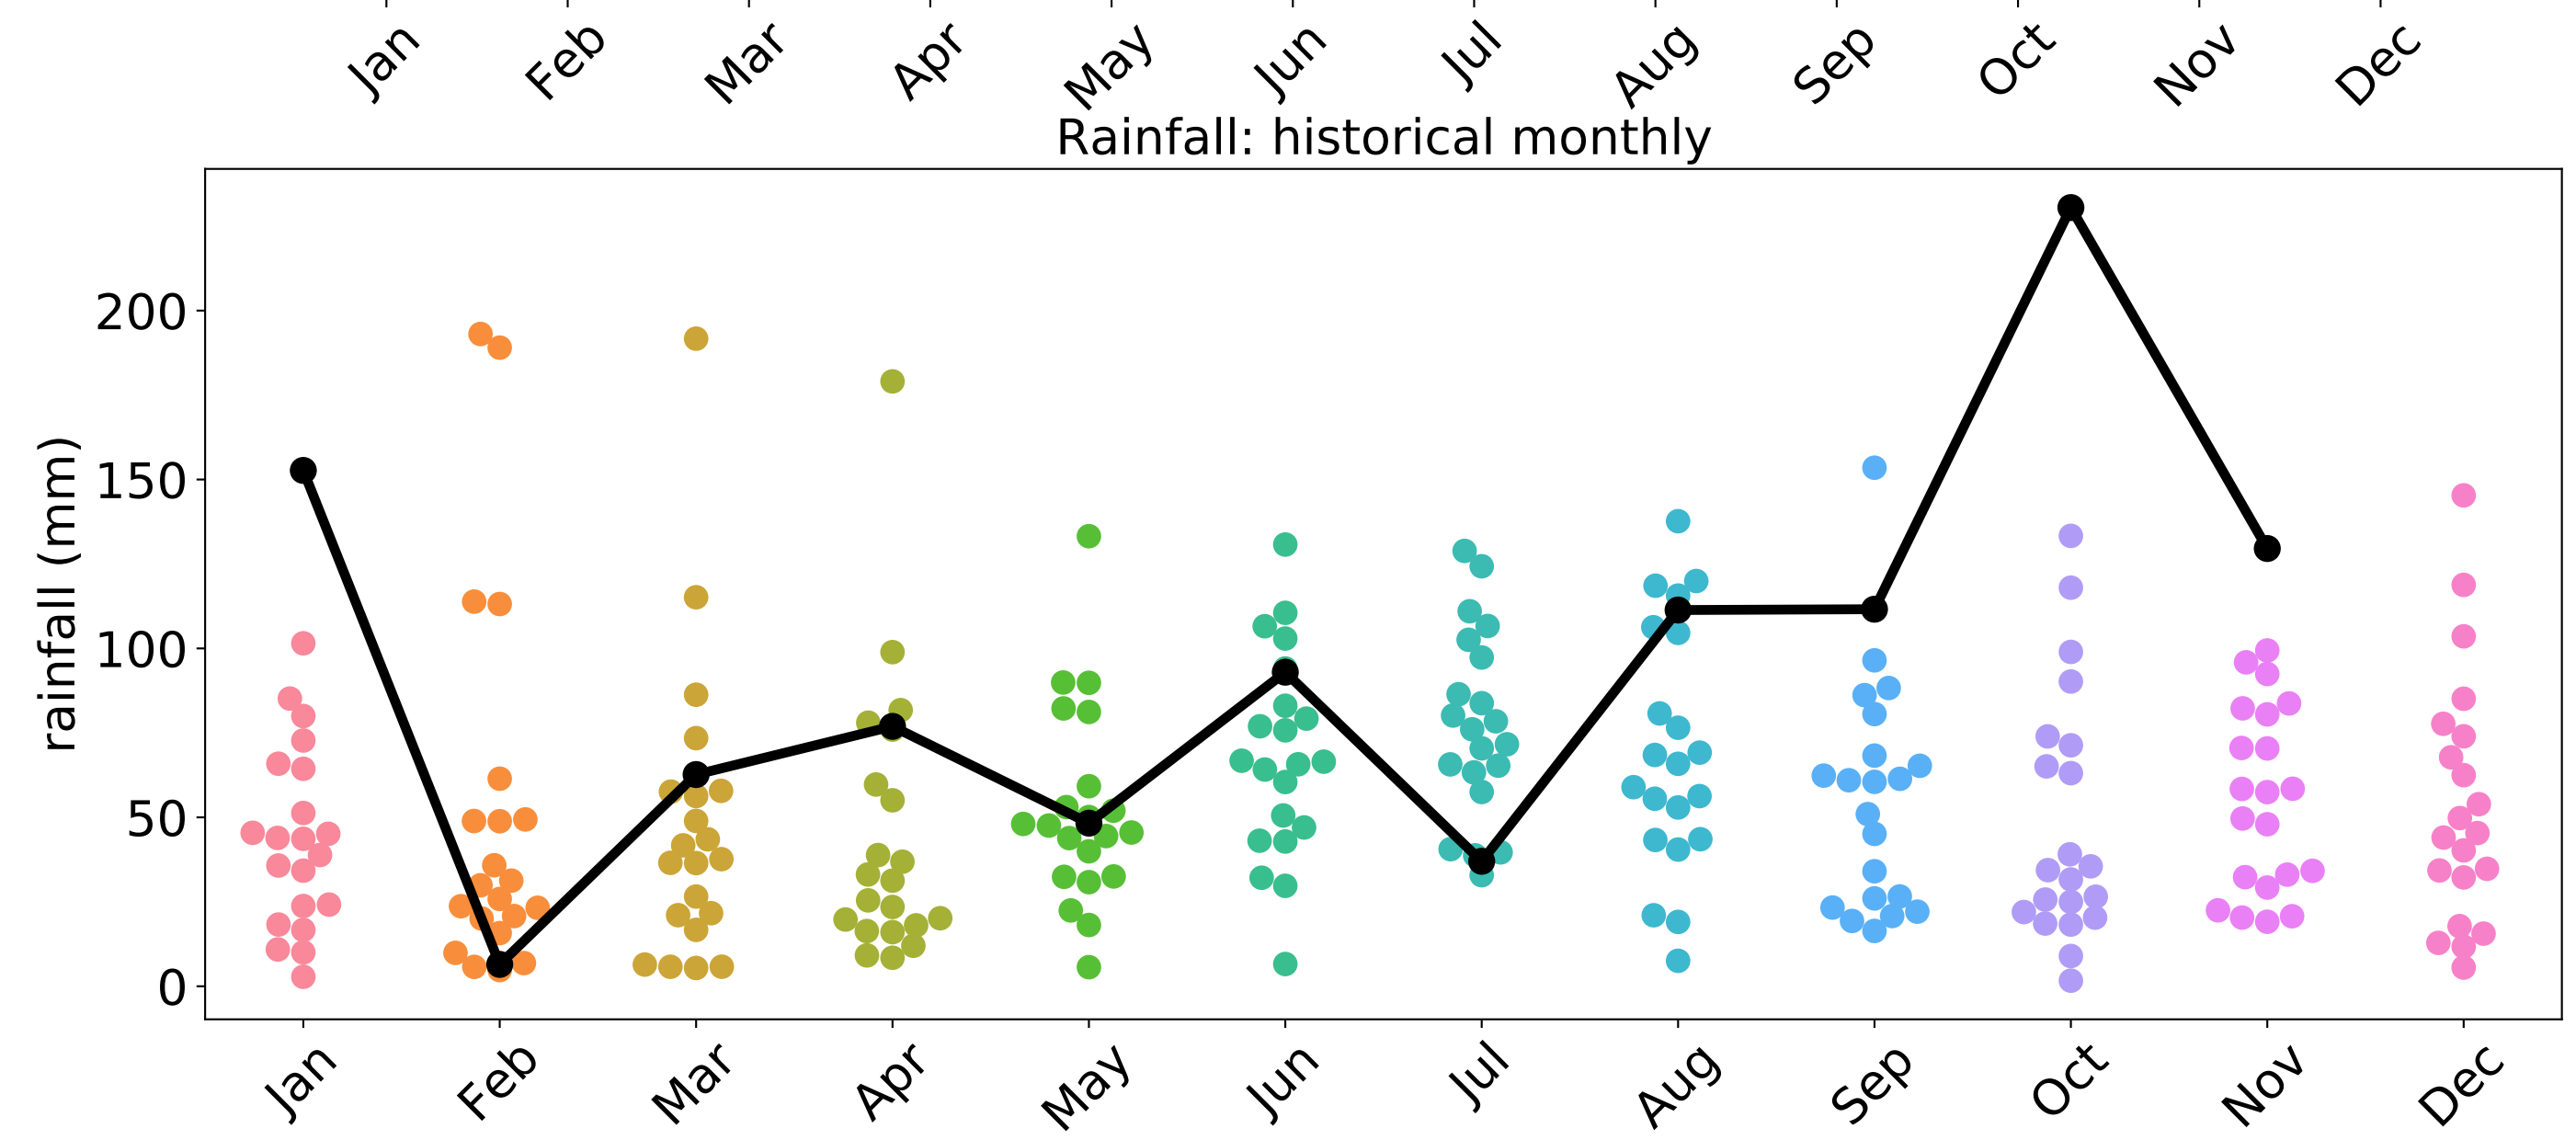 Jan Feb Mar Apr May Jun Jul Aug Sep Oct Nov Dec
Rainfall: historical monthly
rainfall (mm)
200
150
100
50
0
Jan Feb Mar Apr May Jun Jul Aug Sep Oct Nov Dec